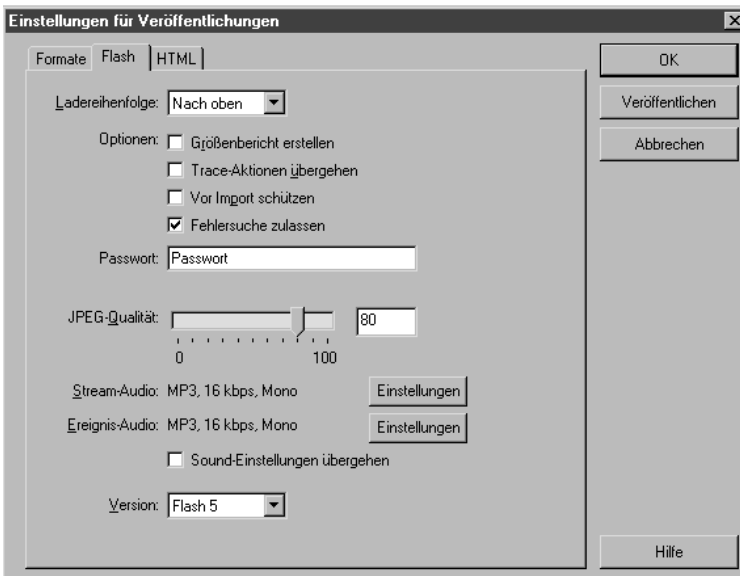 Einstellungen für Veröffentlichungen
Formate Flash HTML
Ladereihenfolge: Nach oben
Optionen: Größenbericht erstellen
Trace-Aktionen übergehen
Vor Import schützen
Fehlersuche zulassen
Passwort: Passwort
JPEG-Qualität: 80
0 100
Stream-Audio: MP3, 16 kbps, Mono Einstellungen
Ereignis-Audio: MP3, 16 kbps, Mono Einstellungen
Sound-Einstellungen übergehen
Version: Flash 5
OK
Veröffentlichen
Abbrechen
Hilfe